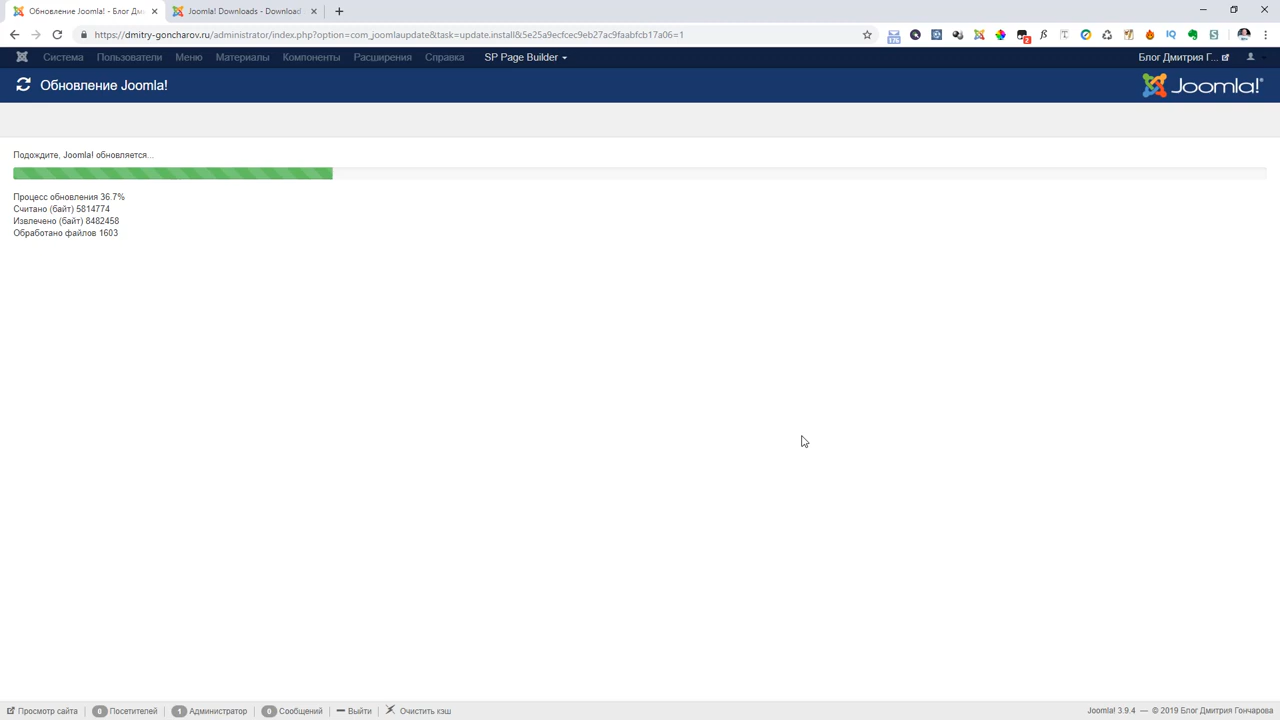 Обновление Joomla! - Блог Дми
Joomla! Downloads - Download
https://dmitry-goncharov.ru/administrator/index.php?option=com_joomlaupdate&task=update.install&5e25a9ecfcec9eb27ac9faabfcb17a06=1
Система Пользователи Меню Материалы Компоненты Расширения Справка SP Page Builder Блог Дмитрия Г...
Обновление Joomla!
Joomla!®
Подождите, Joomla! обновляется...
Процесс обновления 36.7%
Считано (байт) 5814774
Извлечено (байт) 8482458
Обработано файлов 1603
Просмотр сайта 0 Посетителей 1 Администратор 0 Сообщений Выйти Очистить кэш Joomla! 3.9.4 — © 2019 Блог Дмитрия Гончарова